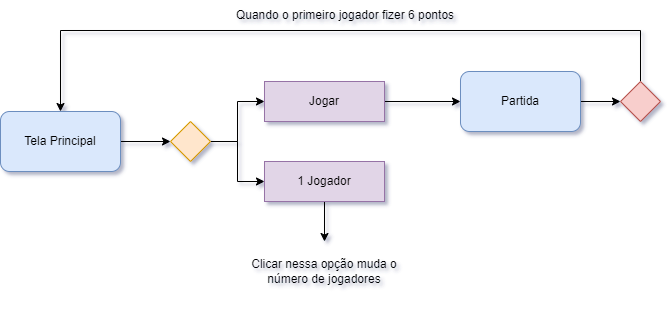 Quando o primeiro jogador fizer 6 pontos
Jogar
Partida
Tela Principal
1 Jogador
Clicar nessa opção muda o
número de jogadores